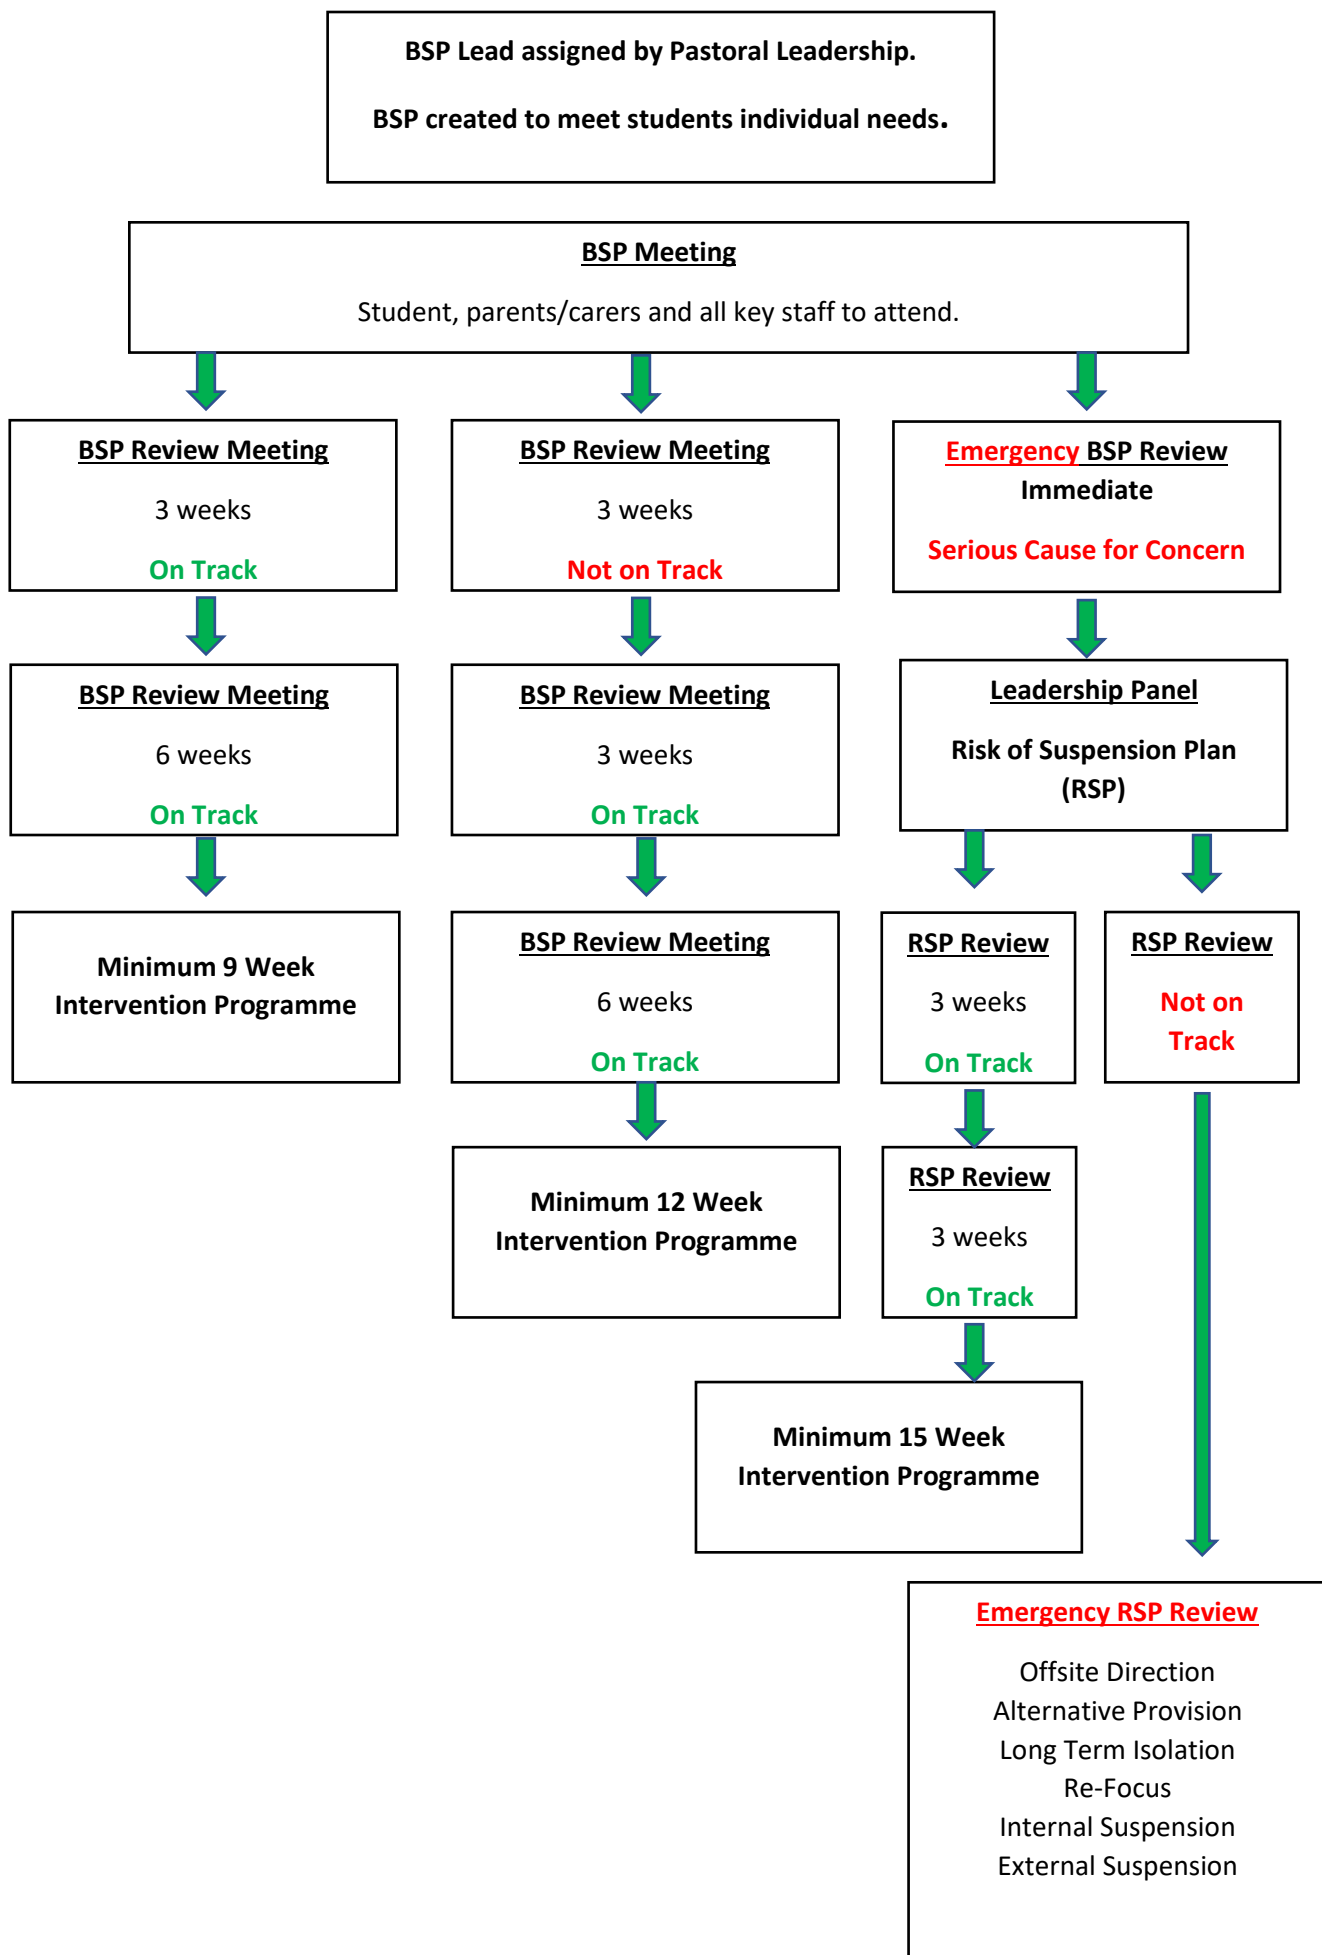 BSP Lead assigned by Pastoral Leadership.
BSP created to meet students individual needs.
BSP Meeting
Student, parents/carers and all key staff to attend.
BSP Review Meeting
3 weeks
On Track
BSP Review Meeting
3 weeks
Not on Track
Emergency BSP Review
Immediate
Serious Cause for Concern
BSP Review Meeting
6 weeks
On Track
BSP Review Meeting
3 weeks
On Track
Leadership Panel
Risk of Suspension Plan
(RSP)
Minimum 9 Week
Intervention Programme
BSP Review Meeting
6 weeks
On Track
RSP Review
3 weeks
On Track
RSP Review
Not on
Track
Minimum 12 Week
Intervention Programme
RSP Review
3 weeks
On Track
Minimum 15 Week
Intervention Programme
Emergency RSP Review
Offsite Direction
Alternative Provision
Long Term Isolation
Re-Focus
Internal Suspension
External Suspension